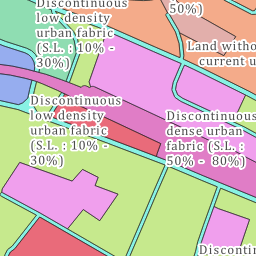 Discontinuous
low density
urban fabric
(S.L. : 10% -
30%)
50%)
Land witho
current u
Discontinuous
low density
urban fabric
(S.L. : 10% -
30%)
Discontinuous
dense urban
fabric (S.L. :
50% - 80%)
Discontin